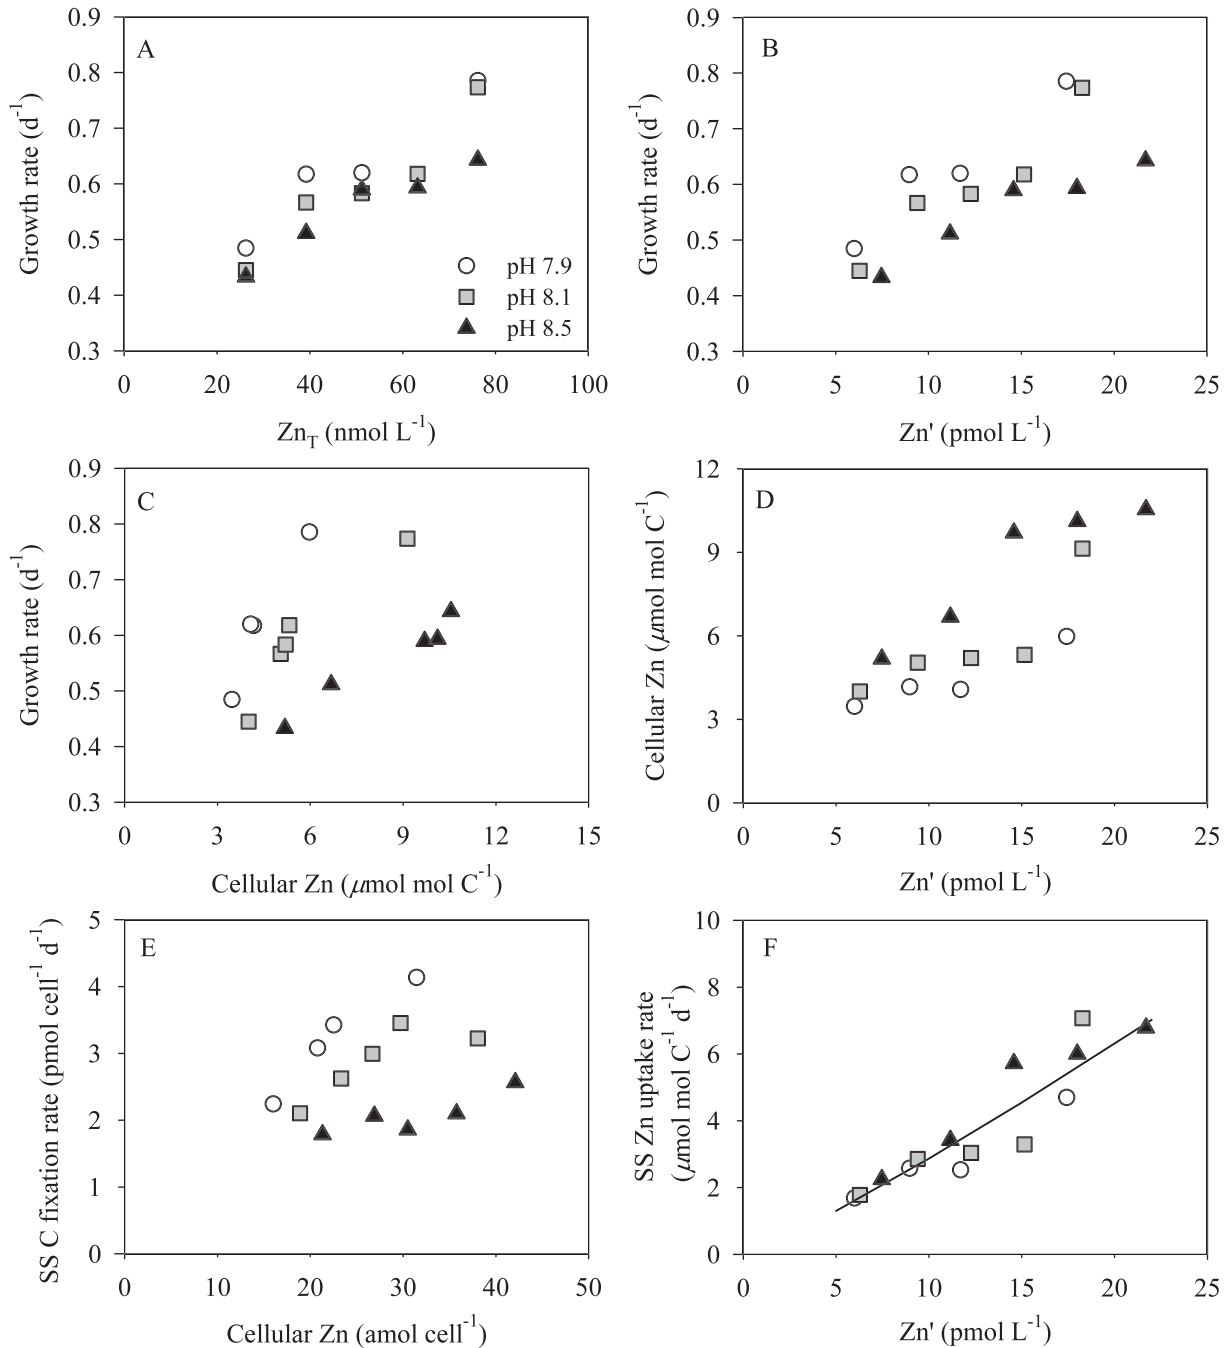 A
0.9
0.8
0.7
0.6
0.5
0.4
0.3
Growth rate (d⁻¹)
pH 7.9
pH 8.1
pH 8.5
0 20 40 60 80 100
Zn_T (nmol L⁻¹)
B
0.9
0.8
0.7
0.6
0.5
0.4
0.3
Growth rate (d⁻¹)
0 5 10 15 20 25
Zn' (pmol L⁻¹)
C
0.9
0.8
0.7
0.6
0.5
0.4
0.3
Growth rate (d⁻¹)
0 3 6 9 12 15
Cellular Zn (μmol mol C⁻¹)
D
12
9
6
3
0
Cellular Zn (μmol mol C⁻¹)
0 5 10 15 20 25
Zn' (pmol L⁻¹)
E
5
4
3
2
1
0
SS C fixation rate (pmol cell⁻¹ d⁻¹)
0 10 20 30 40 50
Cellular Zn (amol cell⁻¹)
F
10
8
6
4
2
0
SS Zn uptake rate
(μmol mol C⁻¹ d⁻¹)
0 5 10 15 20 25
Zn' (pmol L⁻¹)